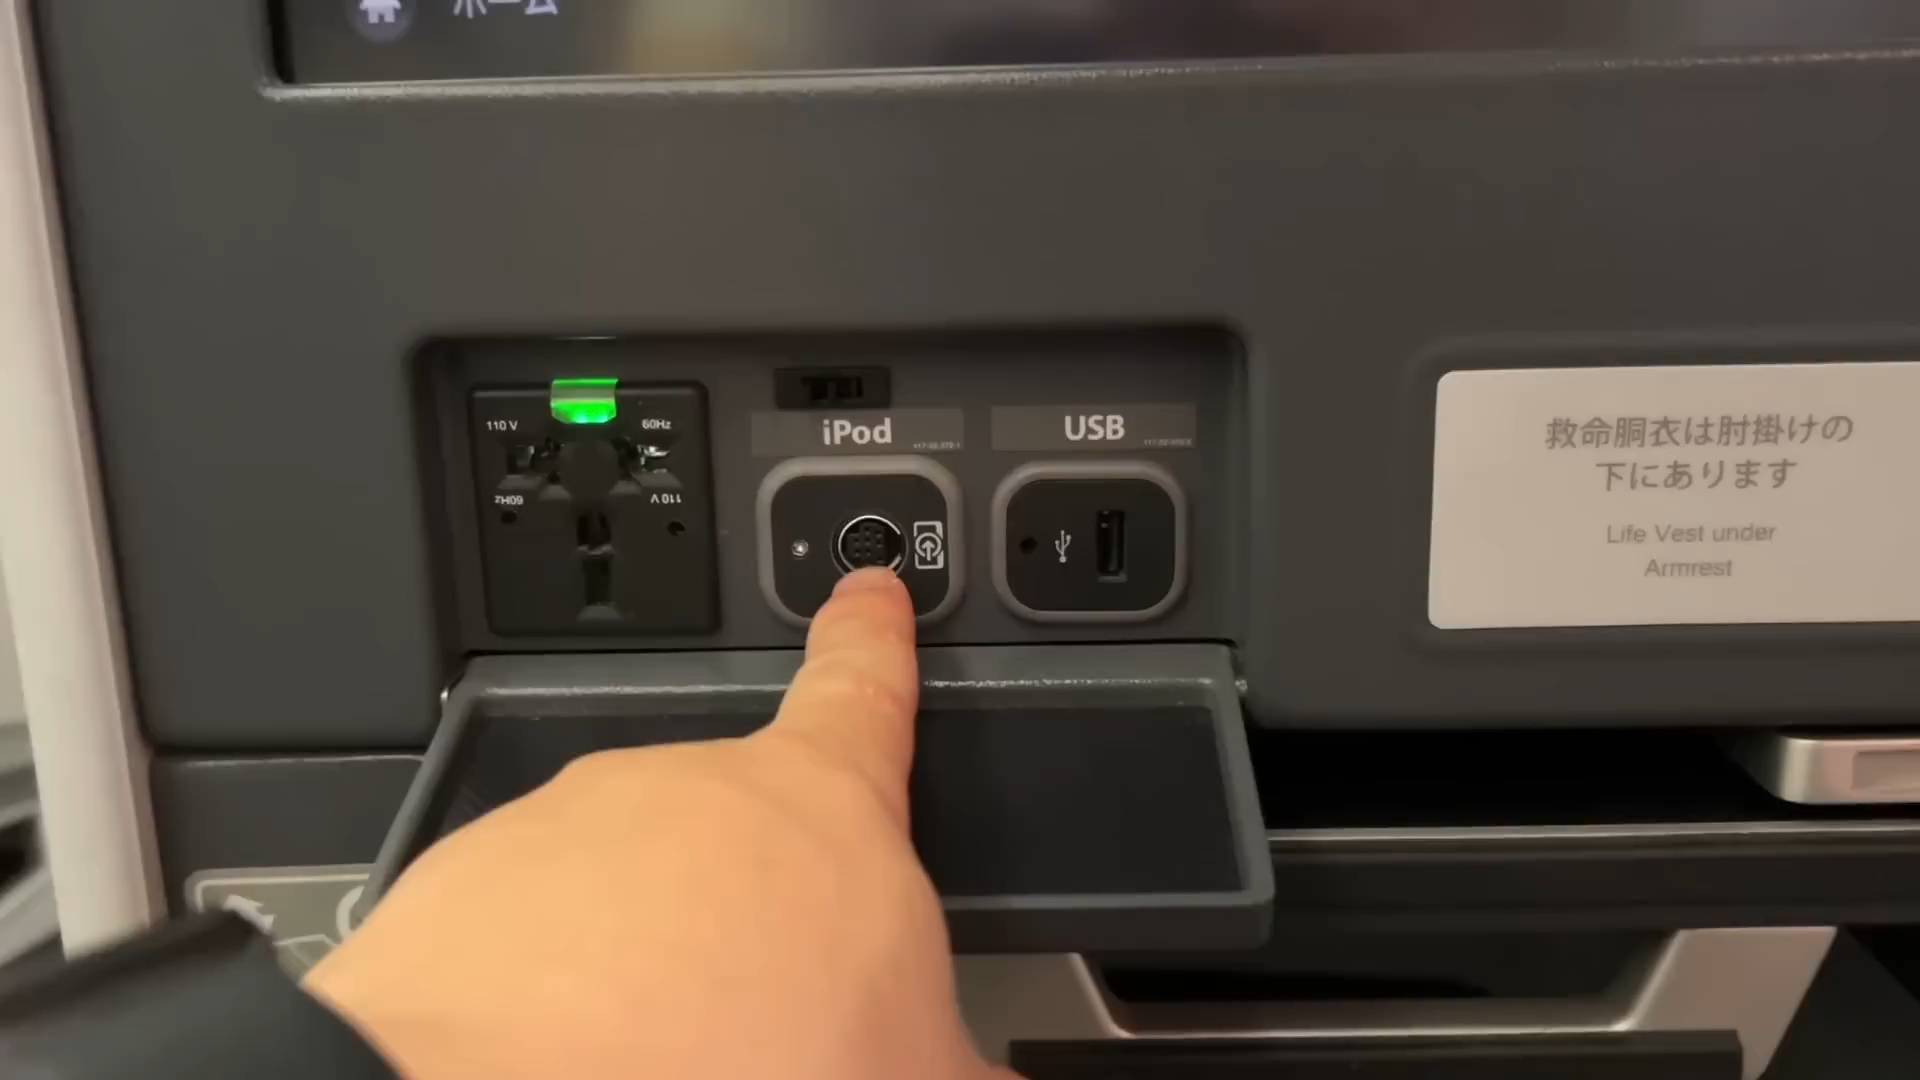 ホーム
110 V
60Hz
60Hz
110 V
iPod
USB
救命胴衣は肘掛けの
下にあります
Life Vest under
Armrest